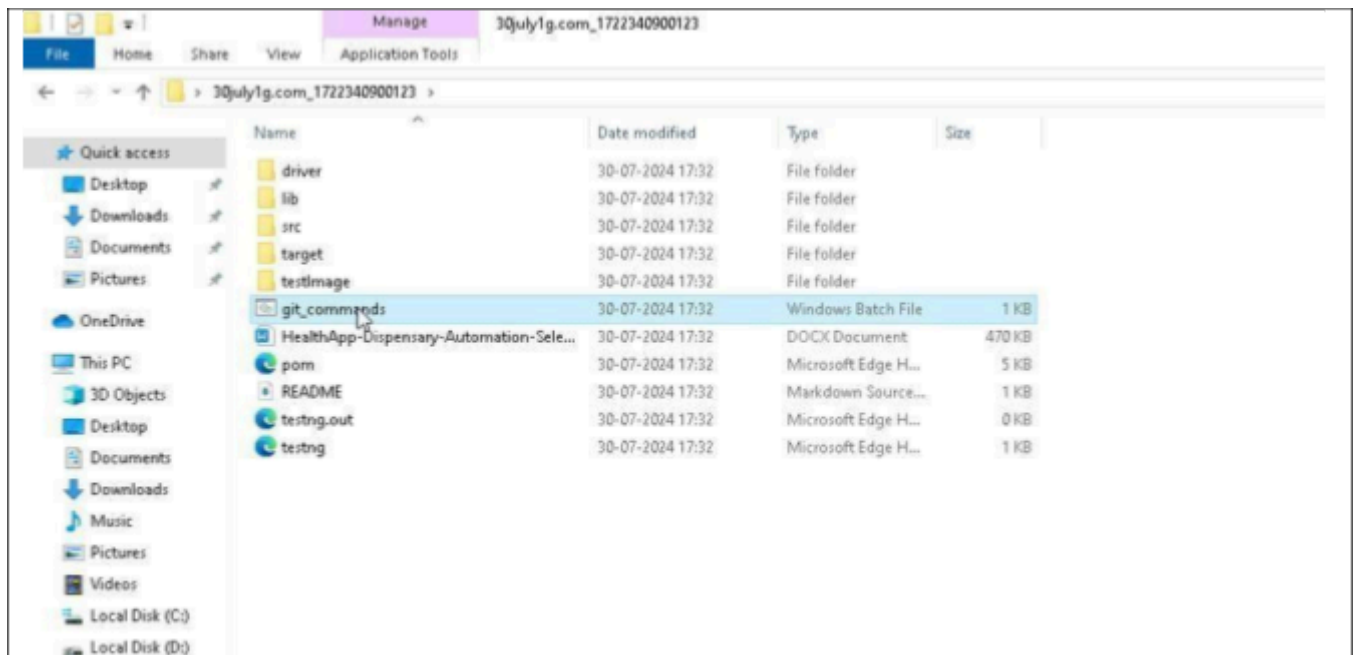 Manage 30july1g.com_1722340900123
File Home Share View Application Tools
30july1g.com_1722340900123
Name Date modified Type Size
Quick access
Desktop
Downloads
Documents
Pictures
OneDrive
This PC
3D Objects
Desktop
Documents
Downloads
Music
Pictures
Videos
Local Disk (C:)
Local Disk (D:)
driver 30-07-2024 17:32 File folder
lib 30-07-2024 17:32 File folder
src 30-07-2024 17:32 File folder
target 30-07-2024 17:32 File folder
testImage 30-07-2024 17:32 File folder
git_commands 30-07-2024 17:32 Windows Batch File 1 KB
HealthApp-Dispensary-Automation-Sele... 30-07-2024 17:32 DOCX Document 470 KB
pom 30-07-2024 17:32 Microsoft Edge H... 5 KB
README 30-07-2024 17:32 Markdown Source... 1 KB
testng.out 30-07-2024 17:32 Microsoft Edge H... 0 KB
testng 30-07-2024 17:32 Microsoft Edge H... 1 KB